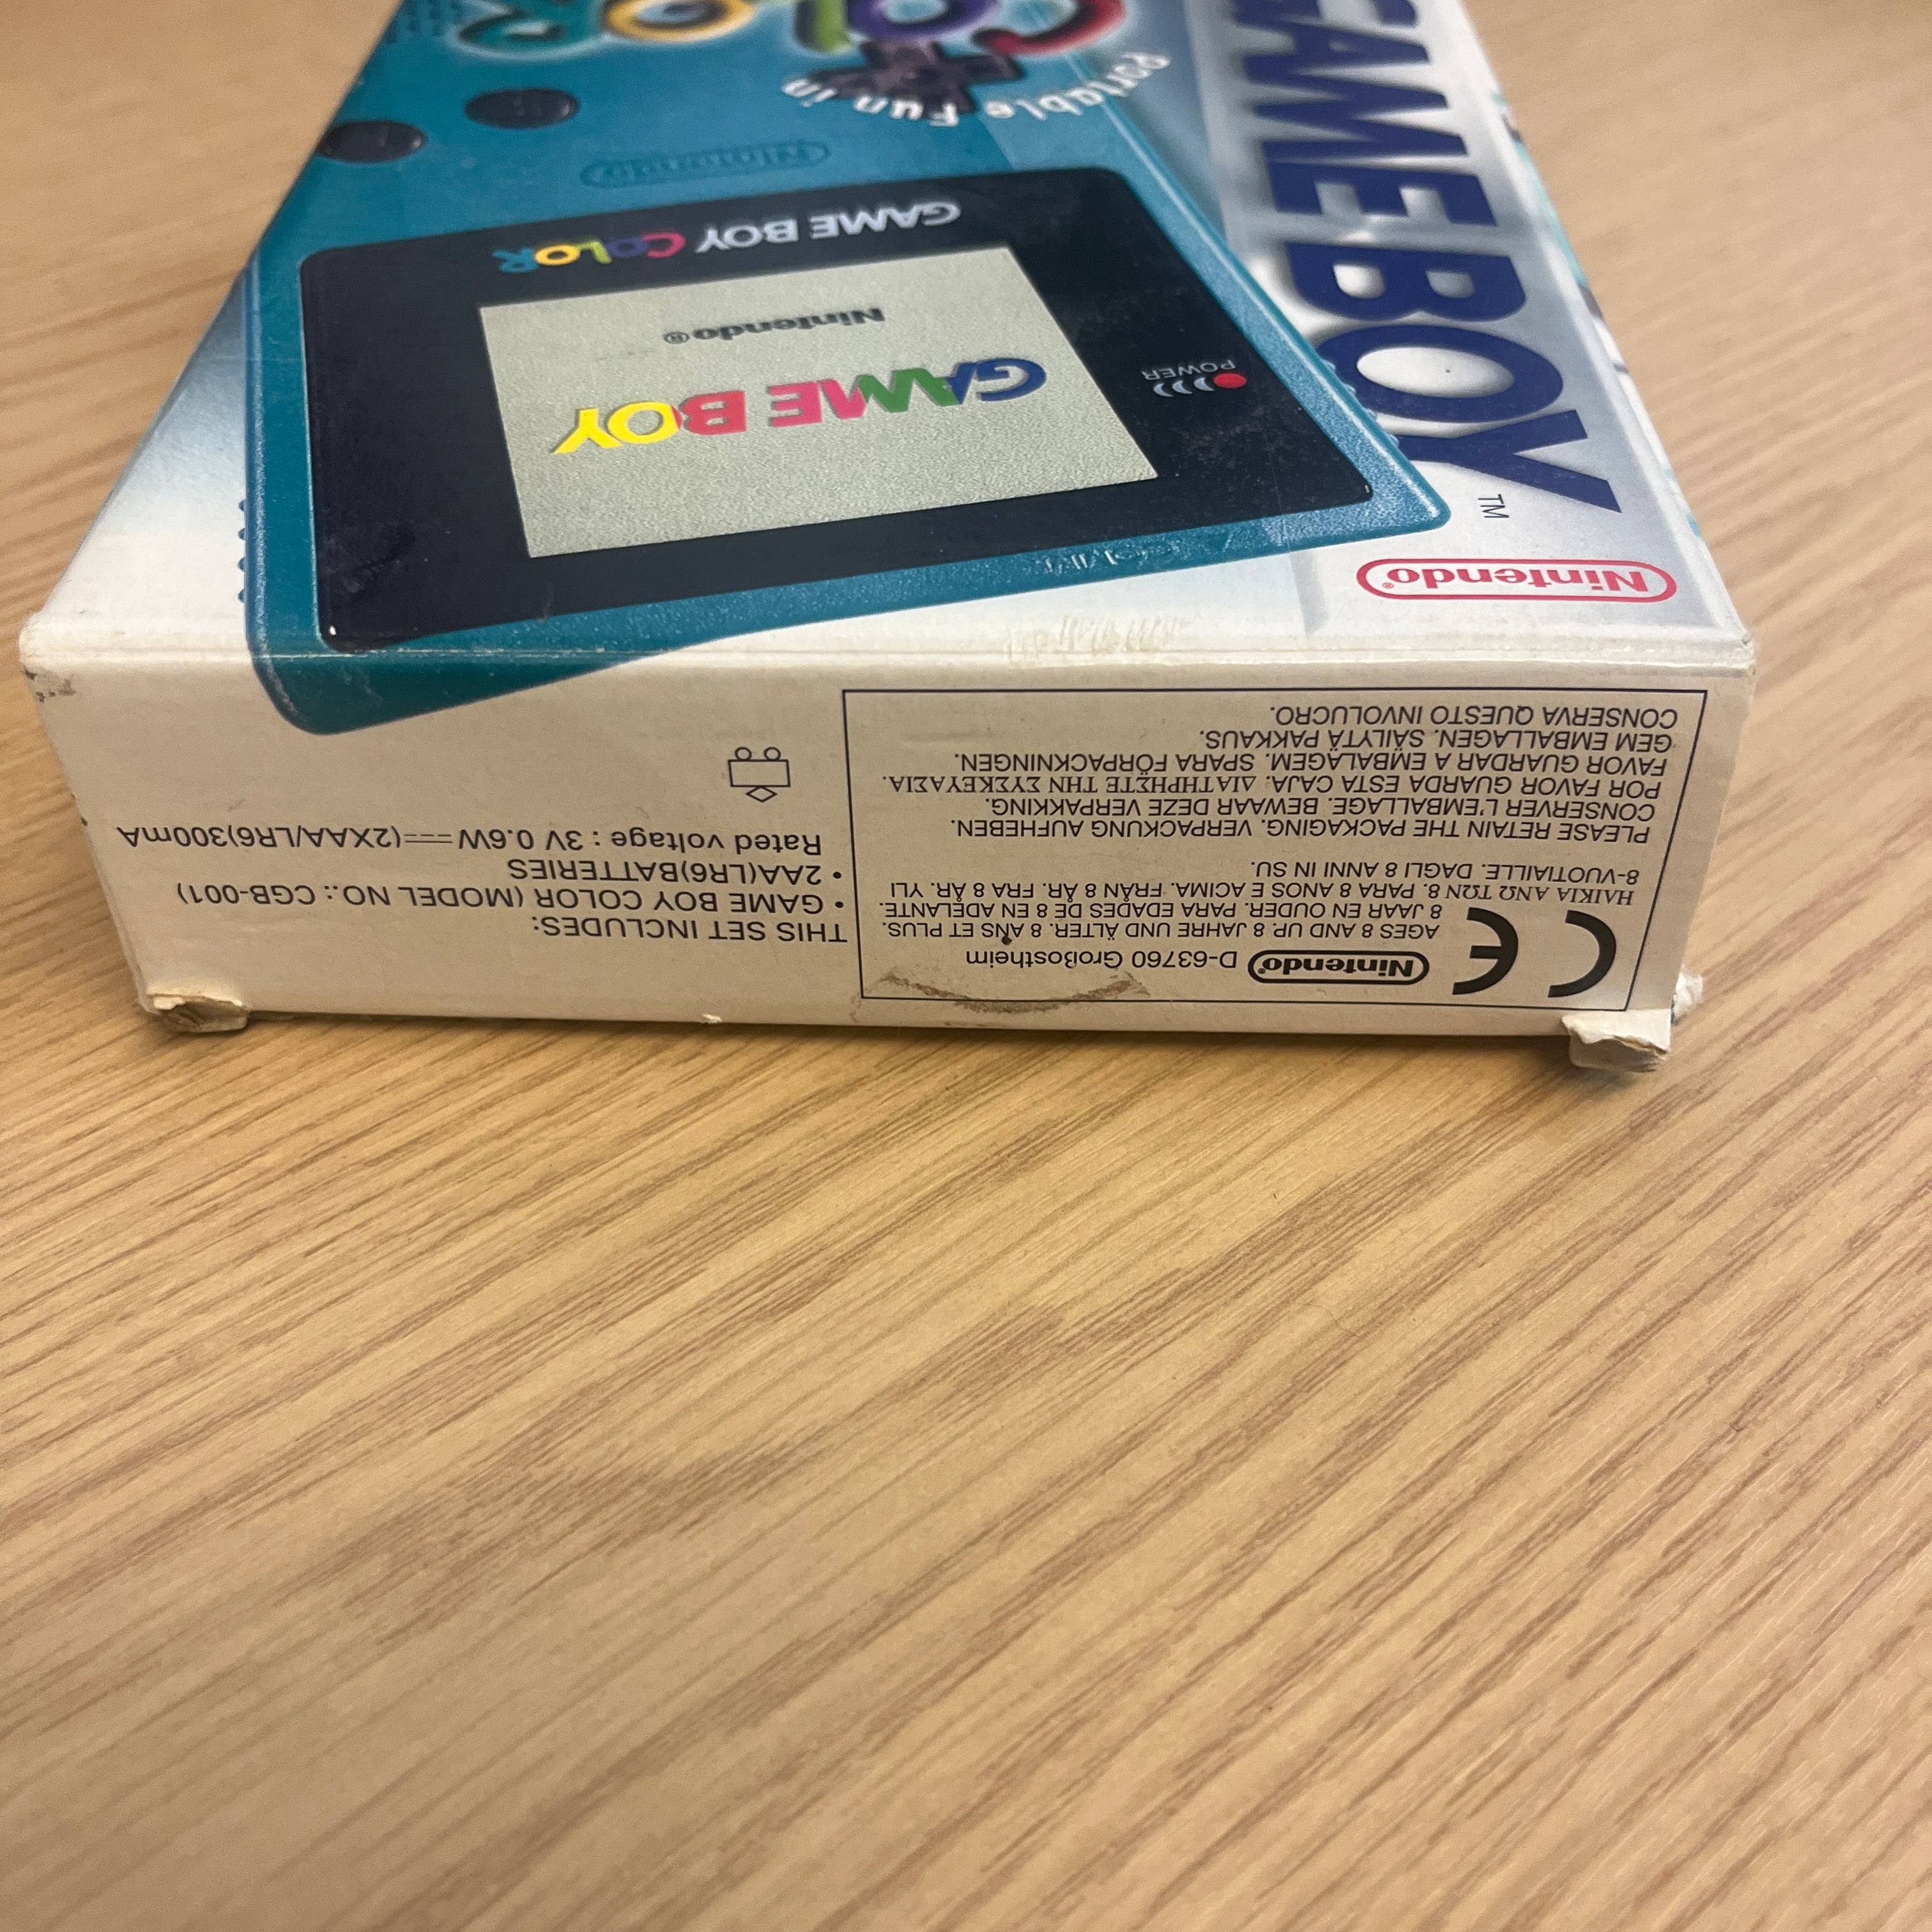 GAME BOY
TM
Nintendo®
Portable Fun in
COLOR
Nintendo
GAME BOY COLOR
Nintendo®
GAME BOY
POWER
THIS SET INCLUDES:
• GAME BOY COLOR (MODEL NO.: CGB-001)
• 2AA(LR6)BATTERIES
Rated voltage : 3V 0.6W ⎓(2XAA/LR6)300mA
CE
Nintendo® D-63760 Großostheim
AGES 8 AND UP. 8 JAHRE UND ÄLTER. 8 ANS ET PLUS.
8 JAAR EN OUDER. PARA EDADES DE 8 EN ADELANTE.
ΗΛΙΚΙΑ ΑΝΩ ΤΩΝ 8. PARA 8 ANOS E ACIMA. FRÅN 8 ÅR. FRA 8 ÅR. YLI
8-VUOTIAILLE. DAGLI 8 ANNI IN SU.
PLEASE RETAIN THE PACKAGING. VERPACKUNG AUFHEBEN.
CONSERVER L'EMBALLAGE. BEWAAR DEZE VERPAKKING.
POR FAVOR GUARDA ESTA CAJA. ΔΙΑΤΗΡΗΣΤΕ ΤΗΝ ΣΥΣΚΕΥΑΣΙΑ.
FAVOR GUARDAR A EMBALAGEM. SPARA FÖRPACKNINGEN.
GEM EMBALLAGEN. SÄILYTÄ PAKKAUS.
CONSERVA QUESTO INVOLUCRO.